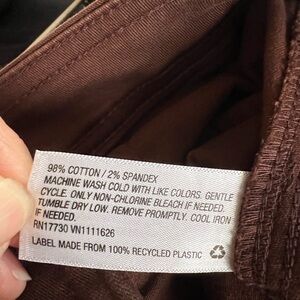 98% COTTON / 2% SPANDEX
MACHINE WASH COLD WITH LIKE COLORS. GENTLE
CYCLE. ONLY NON-CHLORINE BLEACH IF NEEDED.
TUMBLE DRY LOW. REMOVE PROMPTLY. COOL IRON
IF NEEDED.
RN17730 VN1111626
LABEL MADE FROM 100% RECYCLED PLASTIC